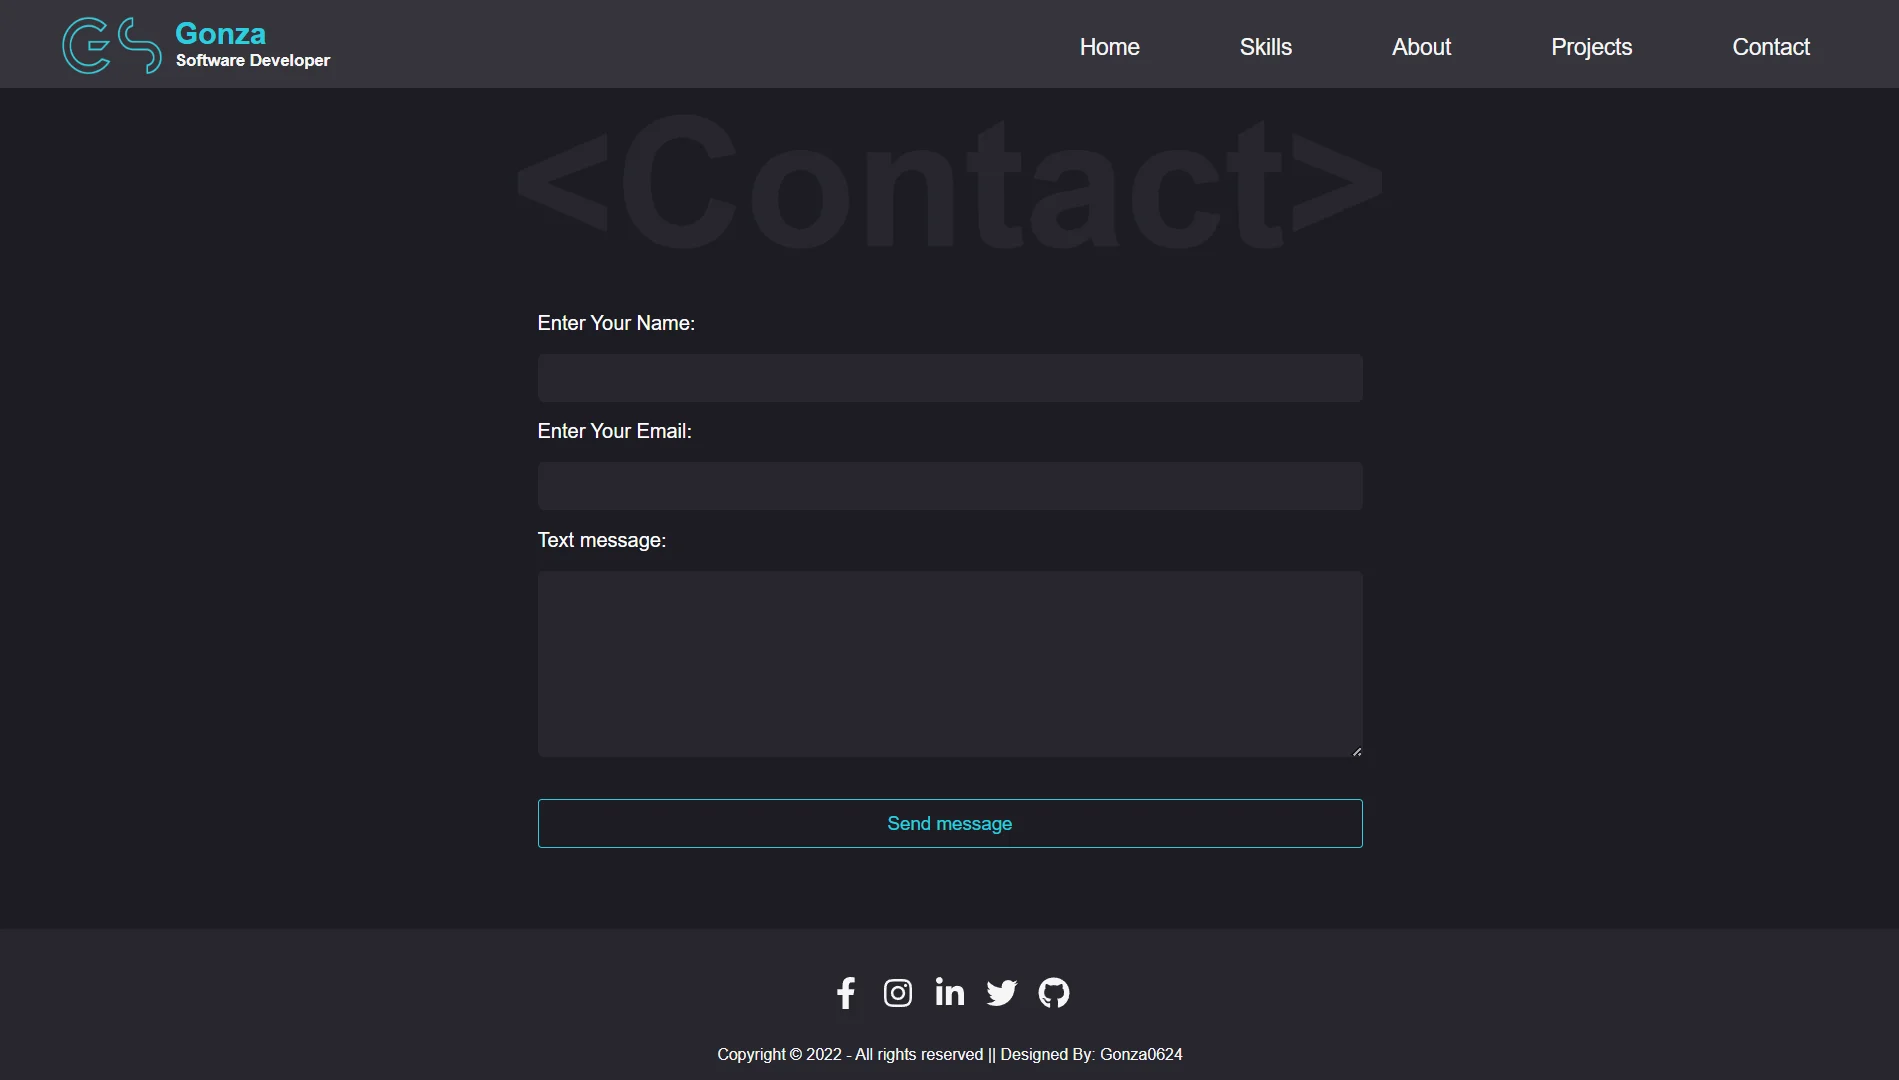 GS
Gonza
Software Developer
Home
Skills
About
Projects
Contact
<Contact>
Enter Your Name:
Enter Your Email:
Text message:
Send message
Copyright © 2022 - All rights reserved || Designed By: Gonza0624